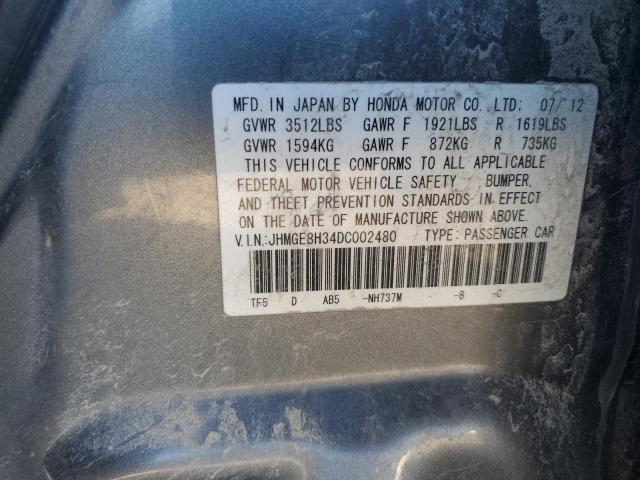 MFD. IN JAPAN BY HONDA MOTOR CO., LTD: 07/'12
GVWR 3512LBS GAWR F 1921LBS R 1619LBS
GVWR 1594KG GAWR F 872KG R 735KG
THIS VEHICLE CONFORMS TO ALL APPLICABLE
FEDERAL MOTOR VEHICLE SAFETY , BUMPER,
AND THEFT PREVENTION STANDARDS IN EFFECT
ON THE DATE OF MANUFACTURE SHOWN ABOVE.
V.I.N.:JHMGE8H34DC002480 TYPE: PASSENGER CAR
TF5 D AB5 -NH737M - -B -C